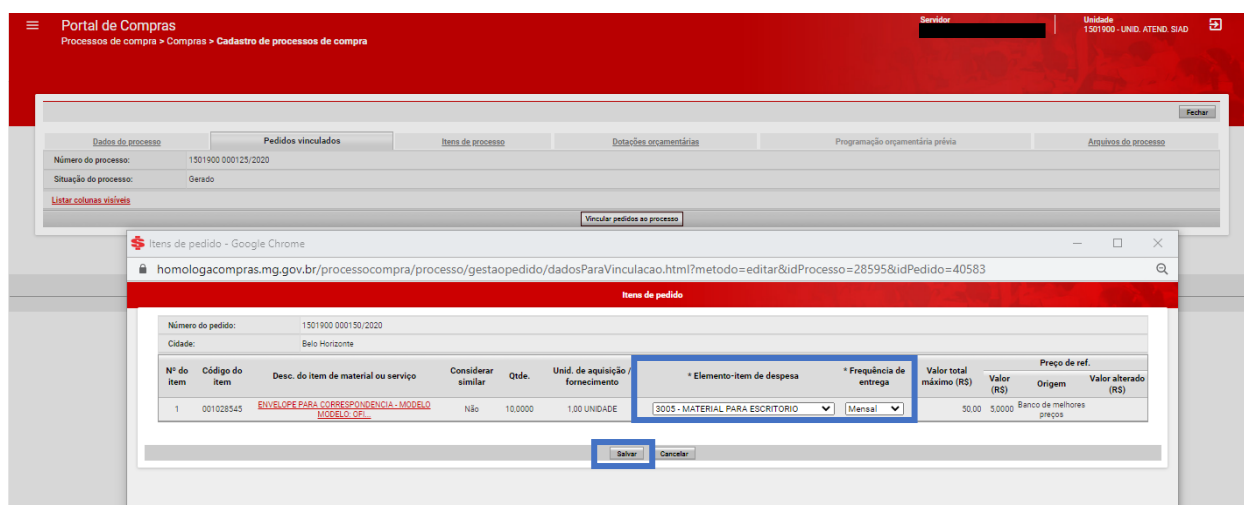 Portal de Compras
Processos de compra > Compras > Cadastro de processos de compra
Servidor
Unidade
1501900 - UNID. ATEND. SIAD
Fechar
Dados do processo Pedidos vinculados Itens de processo Dotações orçamentárias Programação orçamentária prévia Arquivos do processo
Número do processo: 1501900 000125/2020
Situação do processo: Gerado
Listar colunas visíveis
Vincular pedidos ao processo
Itens de pedido - Google Chrome
homologacompras.mg.gov.br/processocompra/processo/gestaopedido/dadosParaVinculacao.html?metodo=editar&idProcesso=28595&idPedido=40583
Itens de pedido
Número do pedido: 1501900 000150/2020
Cidade: Belo Horizonte
Nº do item Código do item Desc. do item de material ou serviço Considerar similar Qtde. Unid. de aquisição / fornecimento * Elemento-item de despesa * Frequência de entrega Valor total máximo (R$) Preço de ref. Valor (R$) Origem Valor alterado (R$)
1 001028545 ENVELOPE PARA CORRESPONDENCIA - MODELO MODELO: OFI... Não 10,0000 1,00 UNIDADE 3005 - MATERIAL PARA ESCRITORIO Mensal 50,00 5,0000 Banco de melhores preços
Salvar Cancelar